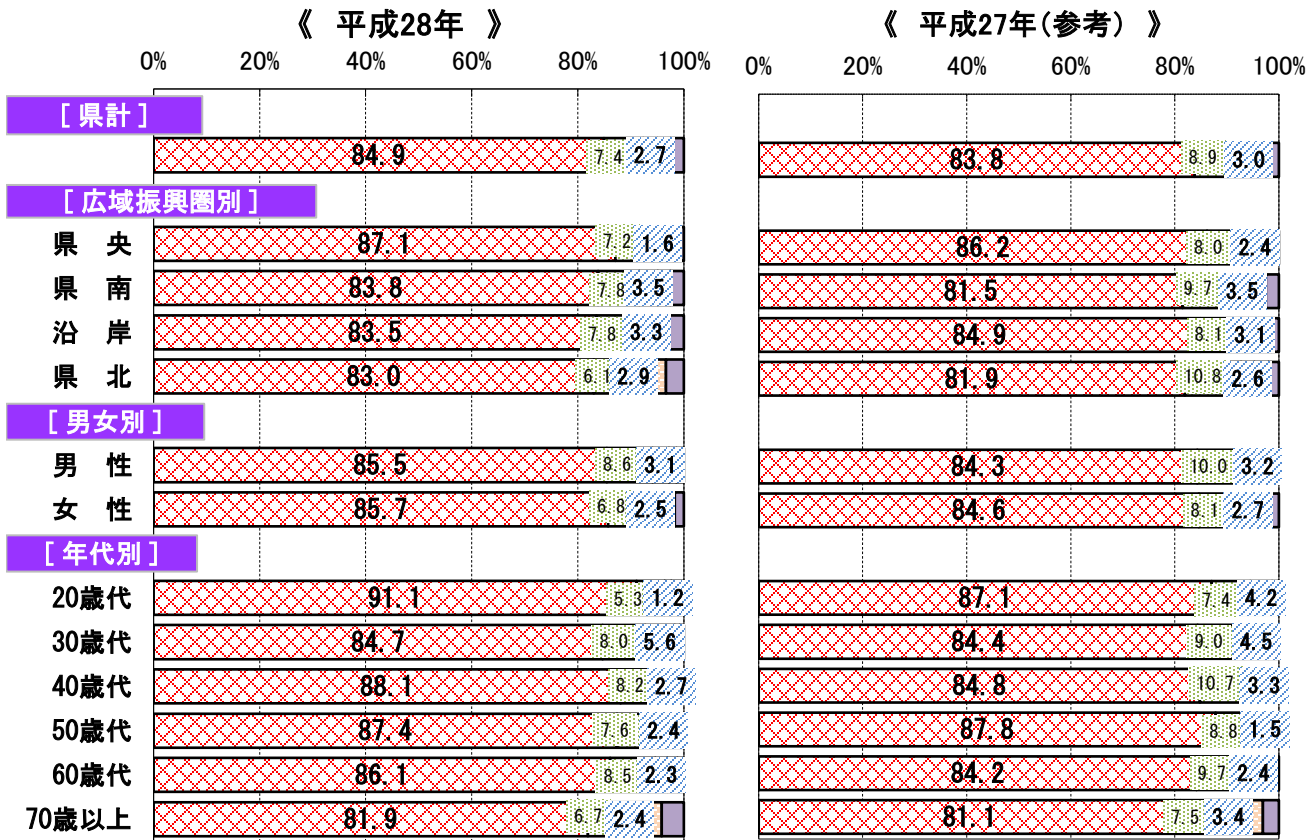 《 平成28年 》 《 平成27年(参考) 》
0% 20% 40% 60% 80% 100% 0% 20% 40% 60% 80% 100%
[ 県計 ]
84.9 7.4 2.7 83.8 8.9 3.0
[ 広域振興圏別 ]
県 央 87.1 7.2 1.6 86.2 8.0 2.4
県 南 83.8 7.8 3.5 81.5 9.7 3.5
沿 岸 83.5 7.8 3.3 84.9 8.1 3.1
県 北 83.0 6.1 2.9 81.9 10.8 2.6
[ 男女別 ]
男 性 85.5 8.6 3.1 84.3 10.0 3.2
女 性 85.7 6.8 2.5 84.6 8.1 2.7
[ 年代別 ]
20歳代 91.1 5.3 1.2 87.1 7.4 4.2
30歳代 84.7 8.0 5.6 84.4 9.0 4.5
40歳代 88.1 8.2 2.7 84.8 10.7 3.3
50歳代 87.4 7.6 2.4 87.8 8.8 1.5
60歳代 86.1 8.5 2.3 84.2 9.7 2.4
70歳以上 81.9 6.7 2.4 81.1 7.5 3.4